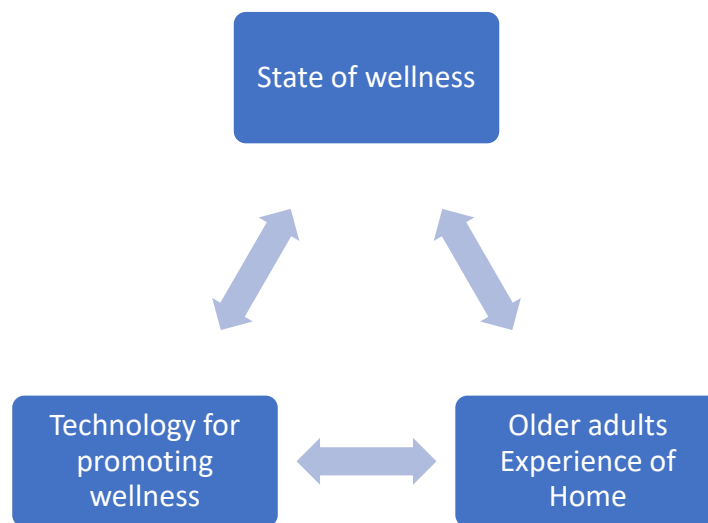 State of wellness
Technology for
promoting
wellness
Older adults
Experience of
Home